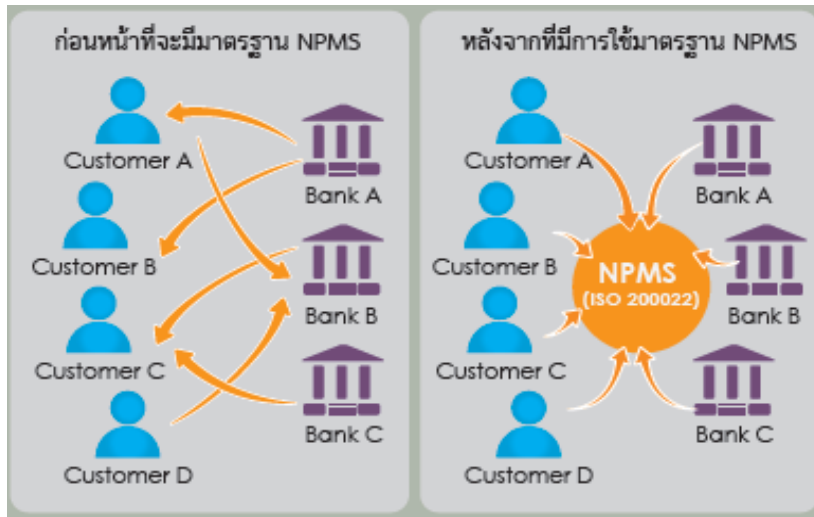 ก่อนหน้าที่จะมีมาตรฐาน NPMS
Customer A
Bank A
Customer B
Bank B
Customer C
Bank C
Customer D
หลังจากที่มีการใช้มาตรฐาน NPMS
Customer A
Bank A
Customer B
NPMS
(ISO 200022)
Bank B
Customer C
Bank C
Customer D